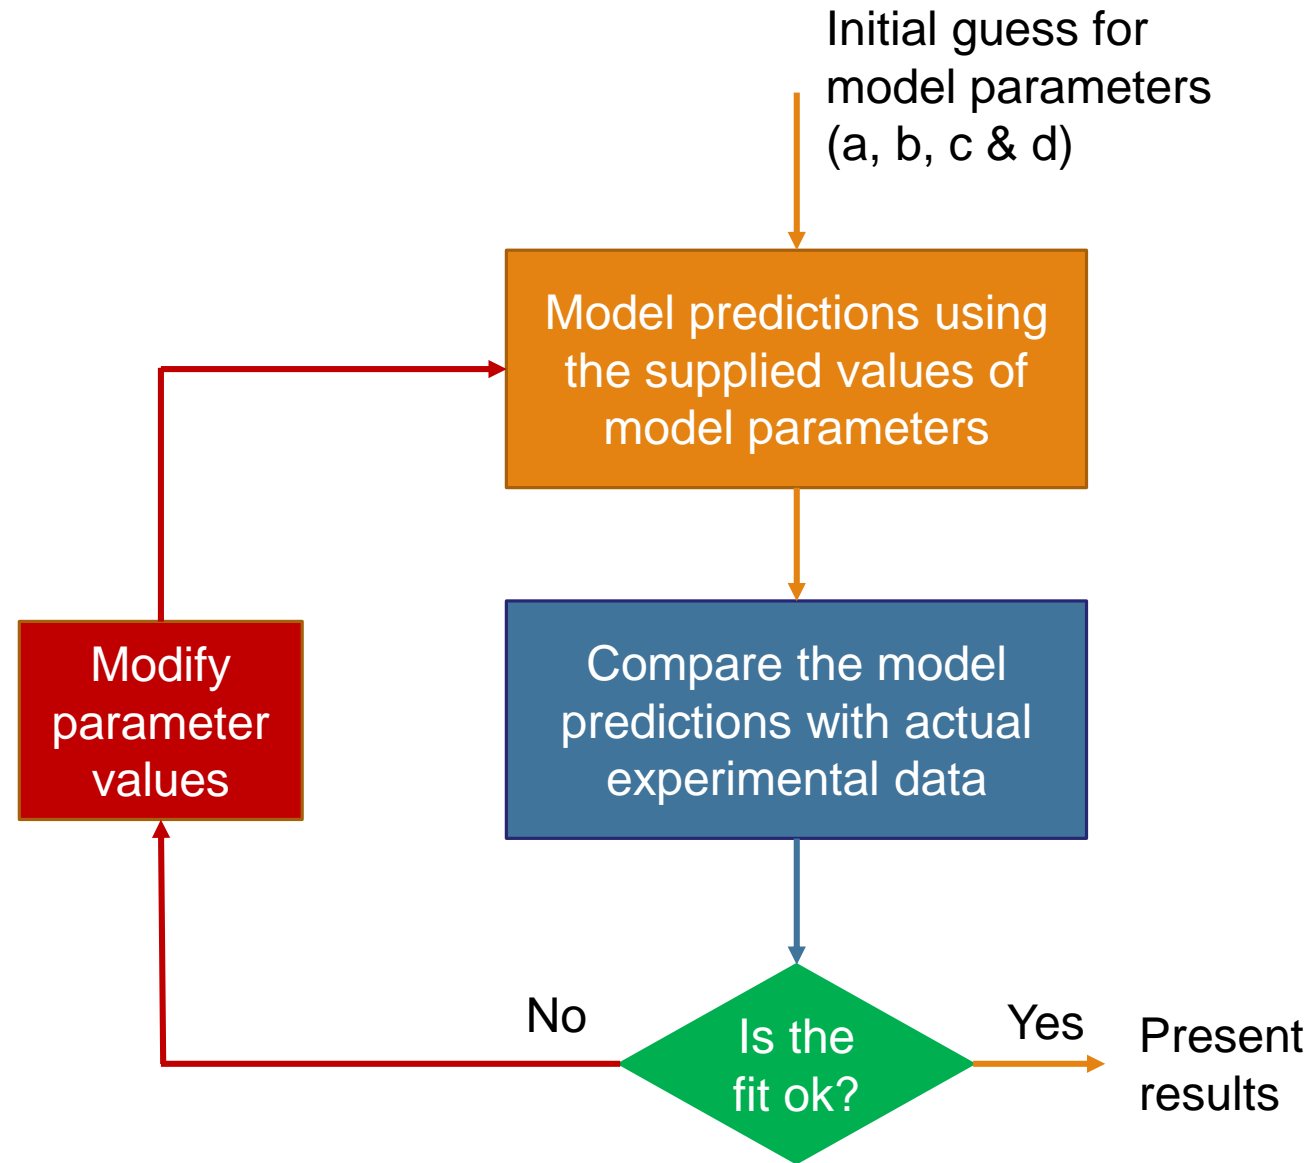 Initial guess for
model parameters
(a, b, c & d)
Model predictions using
the supplied values of
model parameters
Modify
parameter
values
Compare the model
predictions with actual
experimental data
No
Is the
fit ok?
Yes
Present
results